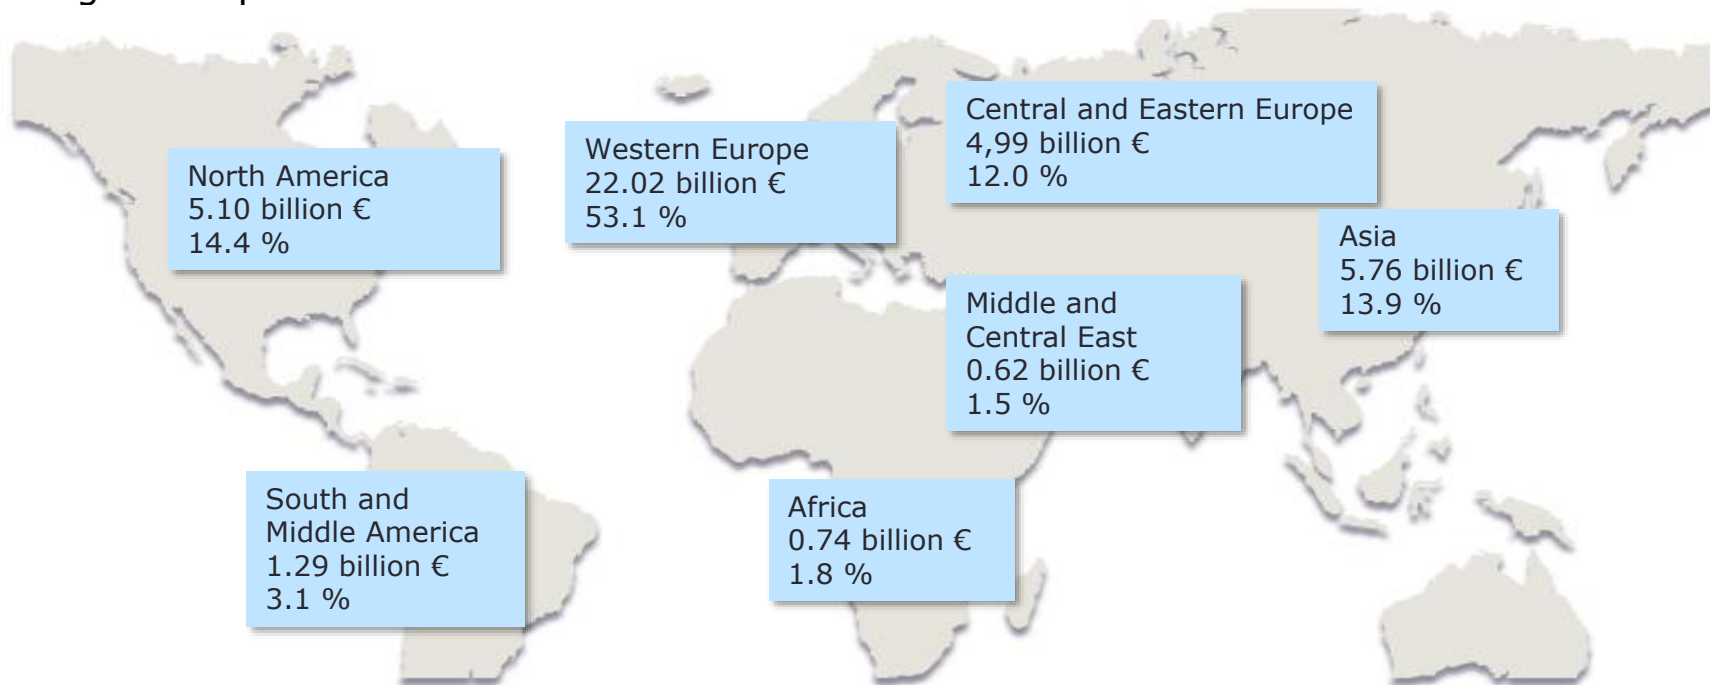 North America
5.10 billion €
14.4 %
Western Europe
22.02 billion €
53.1 %
Central and Eastern Europe
4,99 billion €
12.0 %
Asia
5.76 billion €
13.9 %
Middle and
Central East
0.62 billion €
1.5 %
South and
Middle America
1.29 billion €
3.1 %
Africa
0.74 billion €
1.8 %